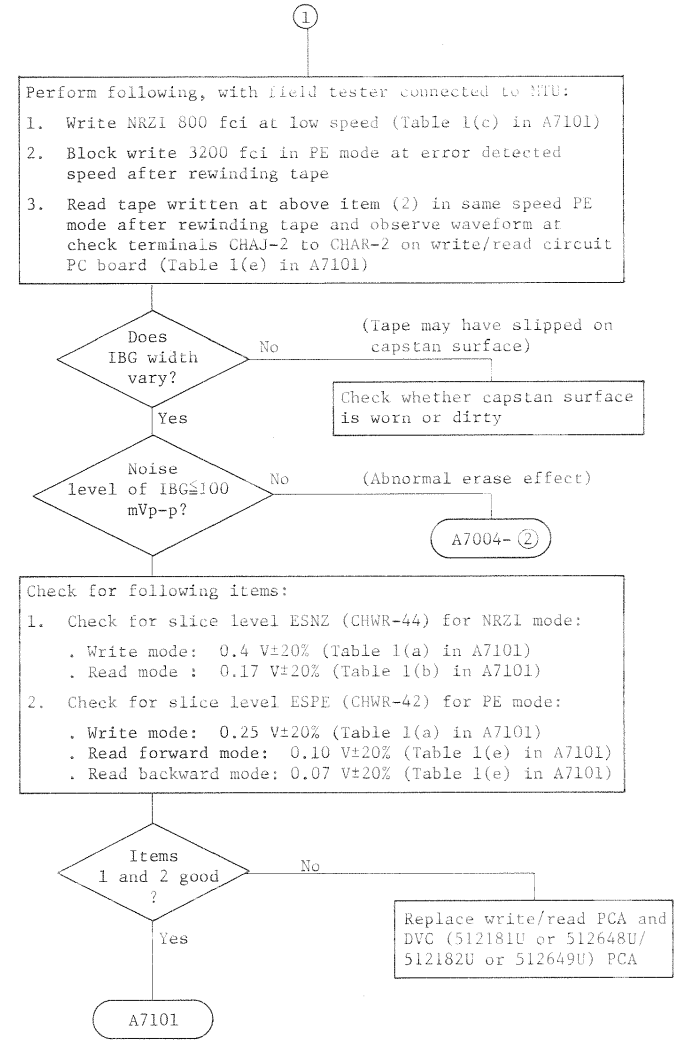 1
Perform following, with field tester connected to MTU:
1. Write NRZI 800 fci at low speed (Table 1(c) in A7101)
2. Block write 3200 fci in PE mode at error detected
speed after rewinding tape
3. Read tape written at above item (2) in same speed PE
mode after rewinding tape and observe waveform at
check terminals CHAJ-2 to CHAR-2 on write/read circuit
PC board (Table 1(e) in A7101)
Does
IBG width
vary?
No
(Tape may have slipped on
capstan surface)
Check whether capstan surface
is worn or dirty
Yes
Noise
level of IBG≦100
mVp-p?
No
(Abnormal erase effect)
A7004- 2
Check for following items:
1. Check for slice level ESNZ (CHWR-44) for NRZI mode:
. Write mode: 0.4 V±20% (Table 1(a) in A7101)
. Read mode : 0.17 V±20% (Table 1(b) in A7101)
2. Check for slice level ESPE (CHWR-42) for PE mode:
. Write mode: 0.25 V±20% (Table 1(a) in A7101)
. Read forward mode: 0.10 V±20% (Table 1(e) in A7101)
. Read backward mode: 0.07 V±20% (Table 1(e) in A7101)
Items
1 and 2 good
?
No
Replace write/read PCA and
DVC (512181U or 512648U/
512182U or 512649U) PCA
Yes
A7101